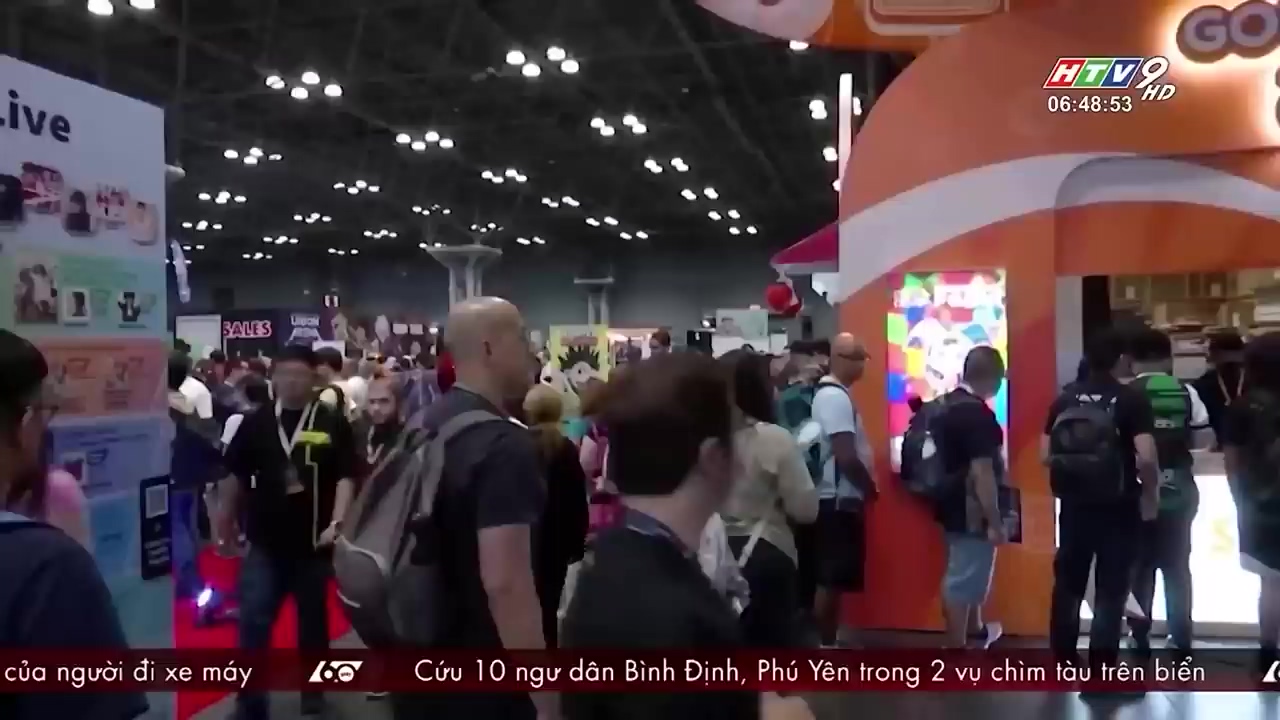 Live
GO
HTV9
HD
06:48:53
SALES
của người đi xe máy
60
Cứu 10 ngư dân Bình Định, Phú Yên trong 2 vụ chìm tàu trên biển